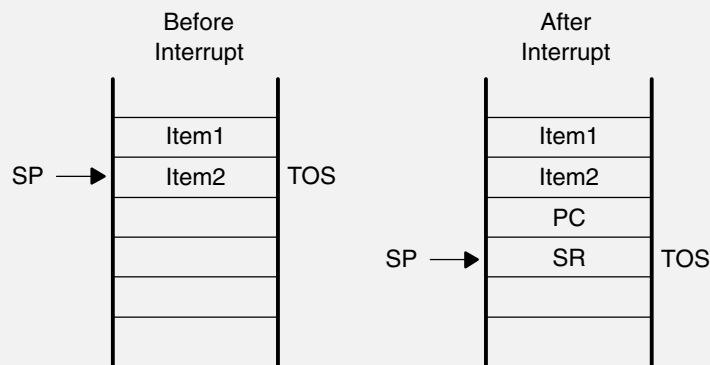 Before
Interrupt
Item1
SP
Item2
TOS
After
Interrupt
Item1
Item2
PC
SP
SR
TOS